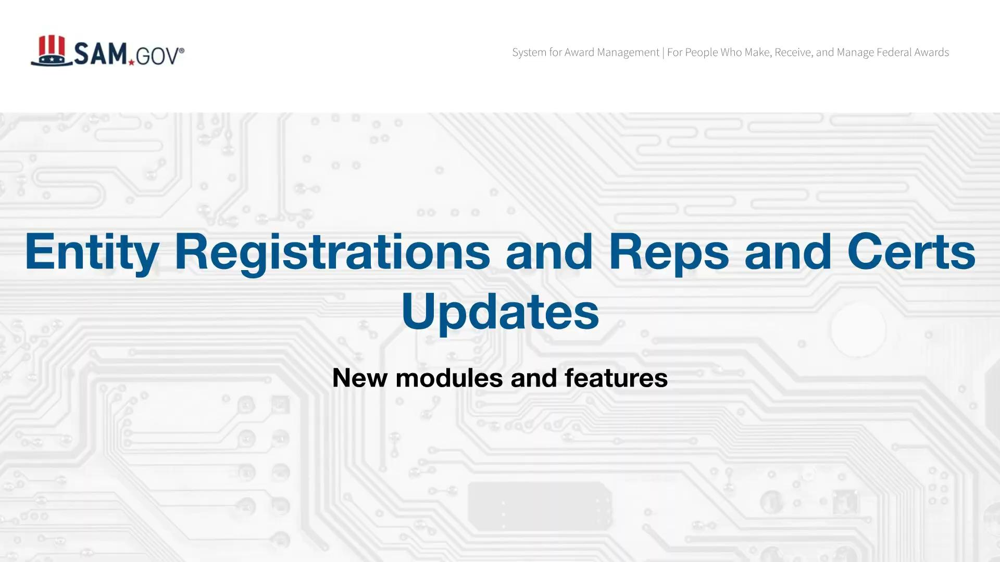 SAM.GOV®
System for Award Management | For People Who Make, Receive, and Manage Federal Awards
Entity Registrations and Reps and Certs
Updates
New modules and features